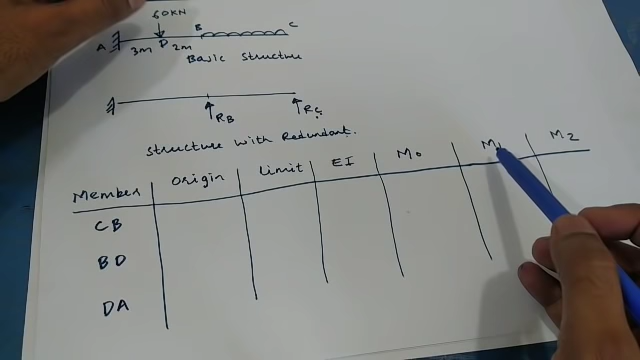 60KN
A 3m D 2m B C
Basic Structure
RB RC
Structure with Redundant.
Member Origin Limit EI M0 M1 M2
CB
BD
DA